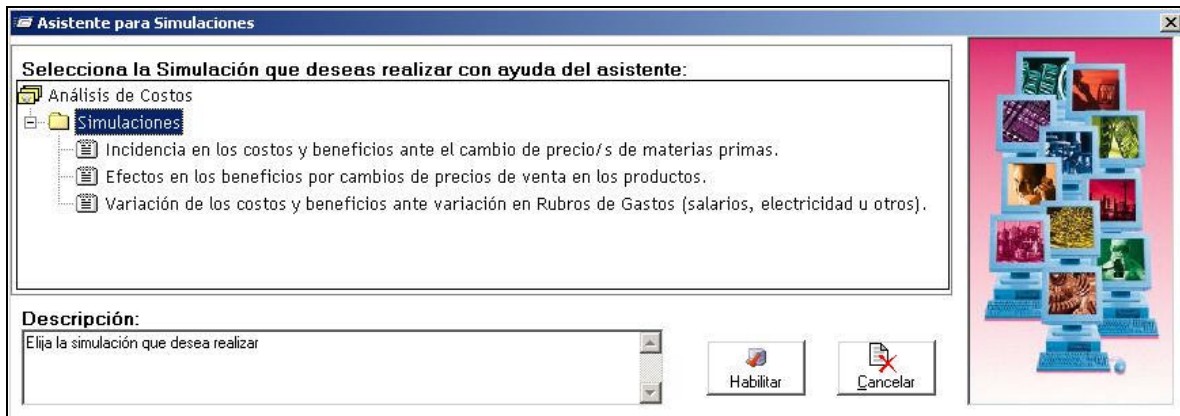 Asistente para Simulaciones
Selecciona la Simulación que deseas realizar con ayuda del asistente:
Análisis de Costos
Simulaciones
Incidencia en los costos y beneficios ante el cambio de precio/s de materias primas.
Efectos en los beneficios por cambios de precios de venta en los productos.
Variación de los costos y beneficios ante variación en Rubros de Gastos (salarios, electricidad u otros).
Descripción:
Elija la simulación que desea realizar
Habilitar
Cancelar